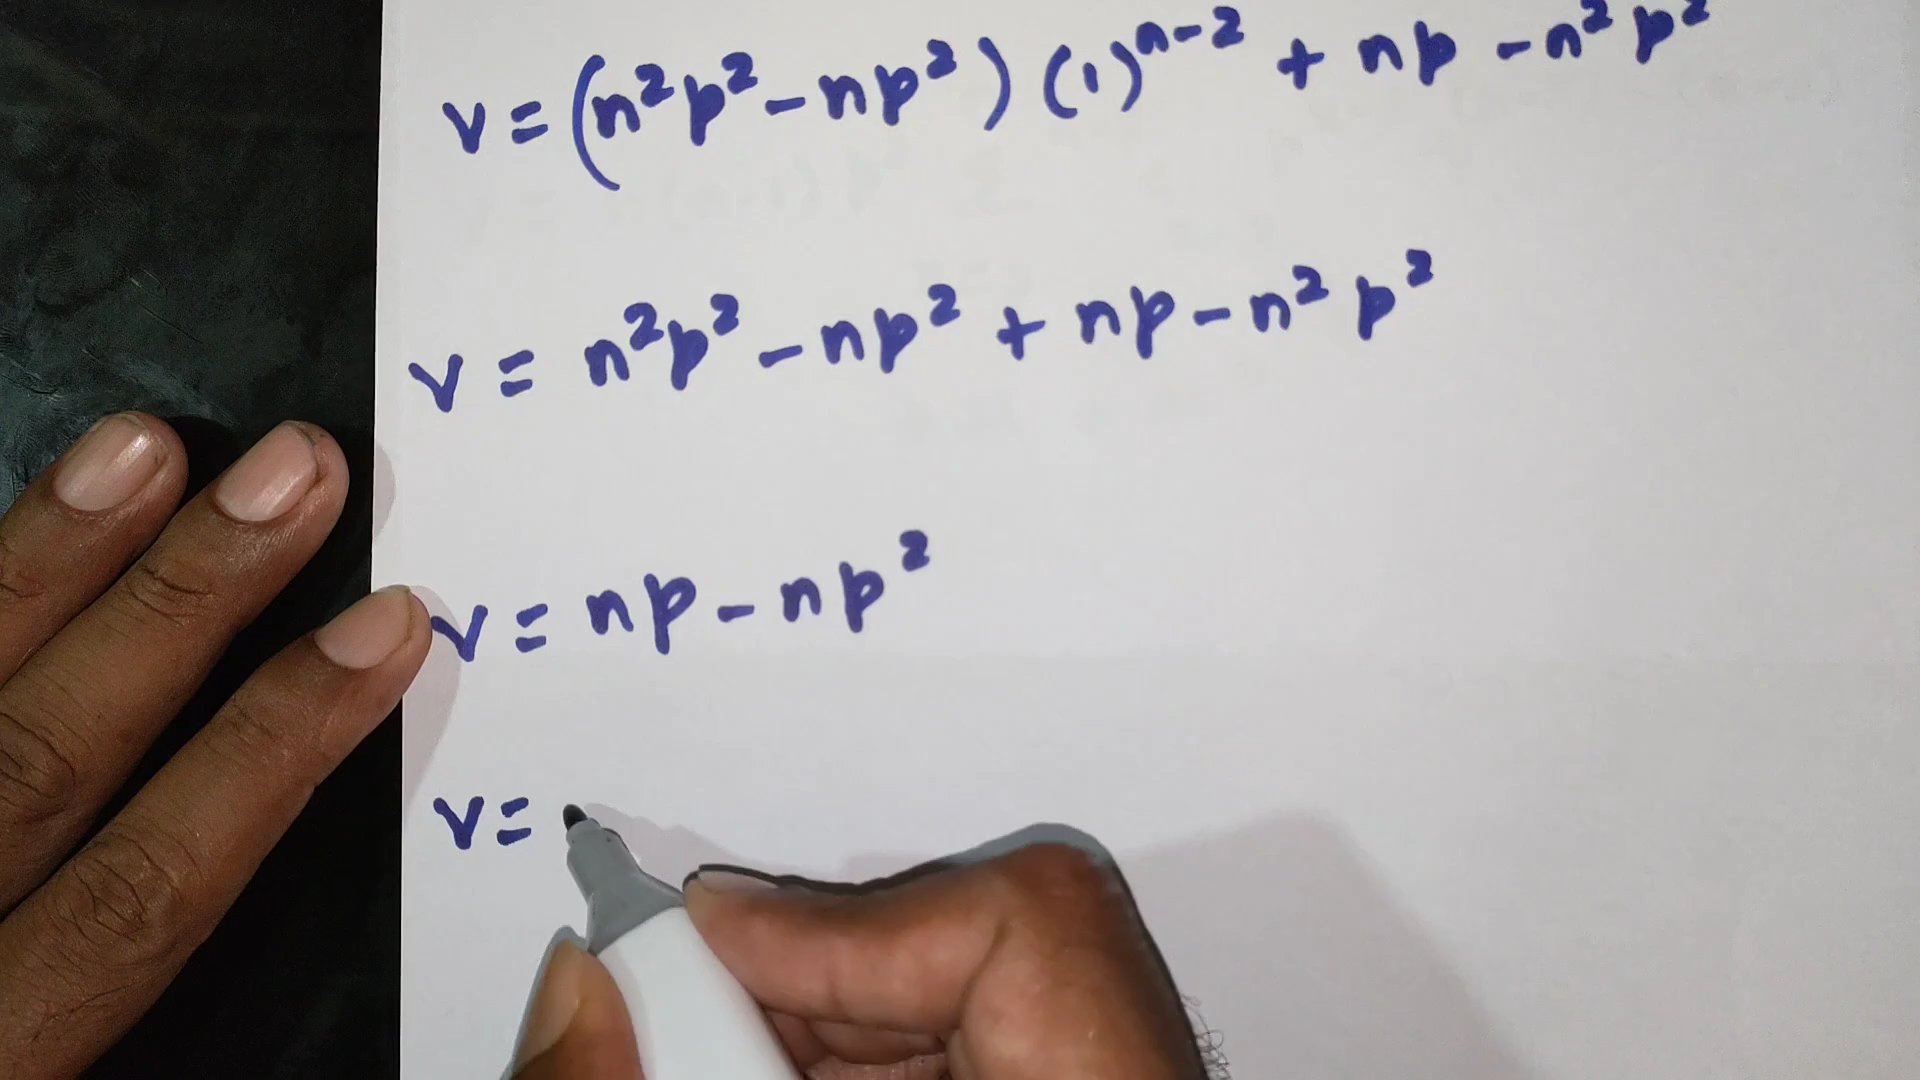 v = (n²p² - np²) (1)ⁿ⁻² + np - n²p²
v = n²p² - np² + np - n²p²
v = np - np²
v =